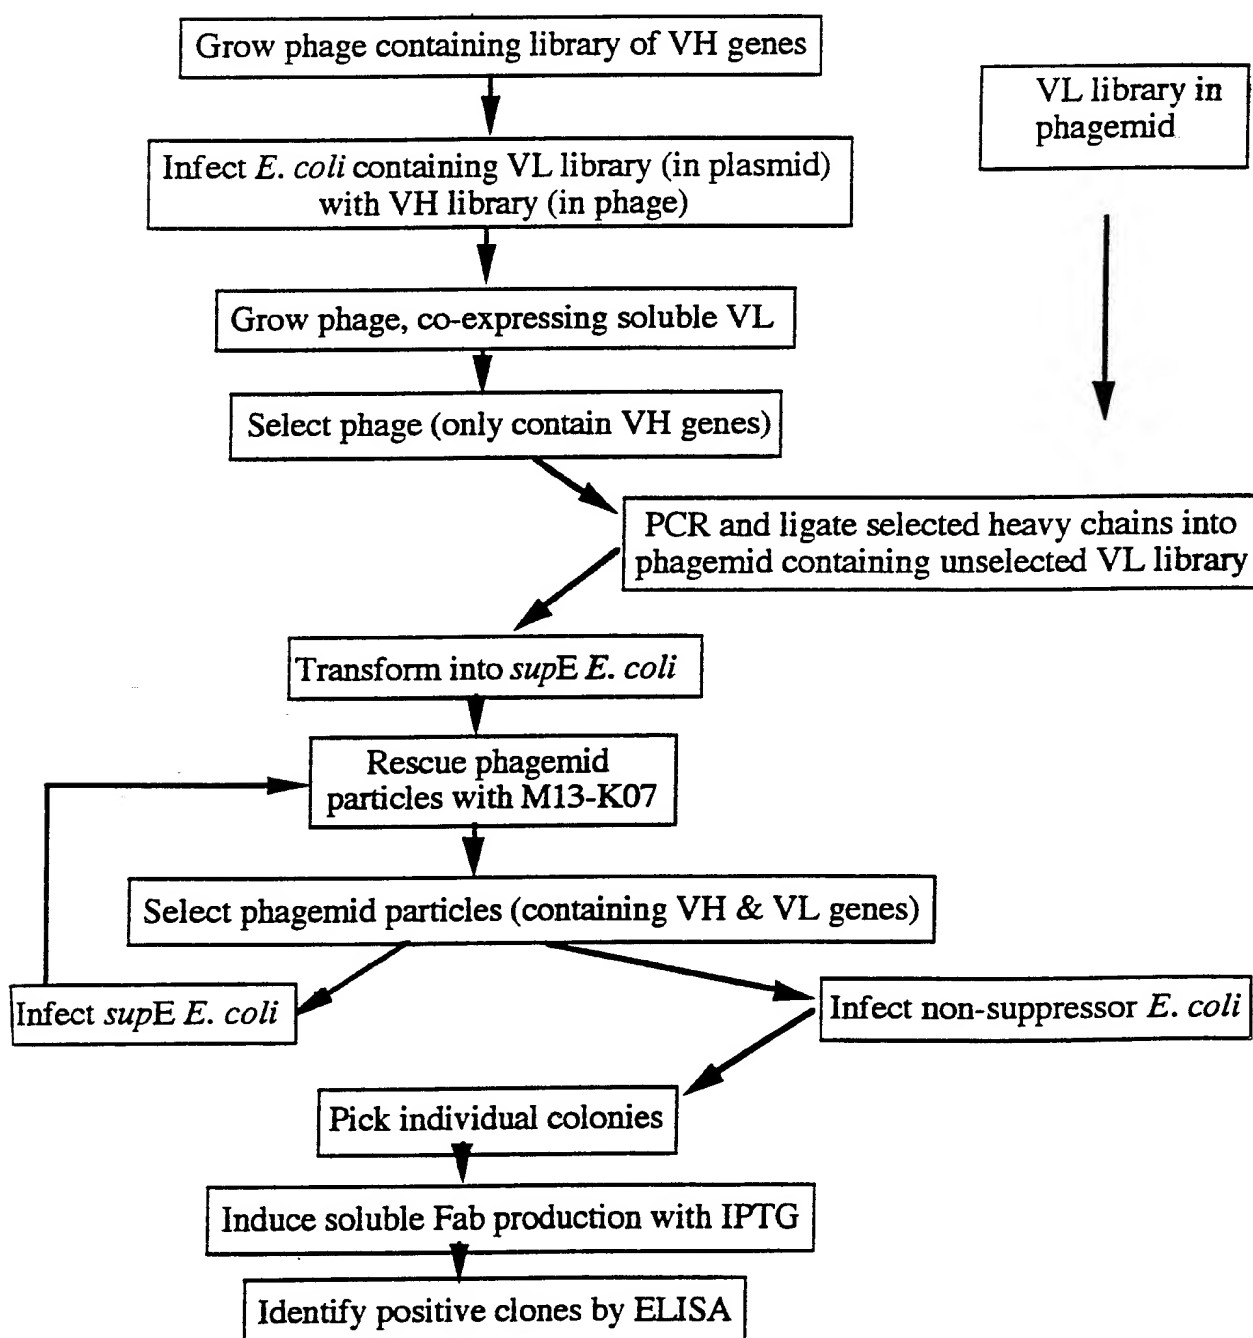 Grow phage containing library of VH genes
VL library in
phagemid
Infect E. coli containing VL library (in plasmid)
with VH library (in phage)
Grow phage, co-expressing soluble VL
Select phage (only contain VH genes)
PCR and ligate selected heavy chains into
phagemid containing unselected VL library
Transform into supE E. coli
Rescue phagemid
particles with M13-K07
Select phagemid particles (containing VH & VL genes)
Infect supE E. coli
Infect non-suppressor E. coli
Pick individual colonies
Induce soluble Fab production with IPTG
Identify positive clones by ELISA